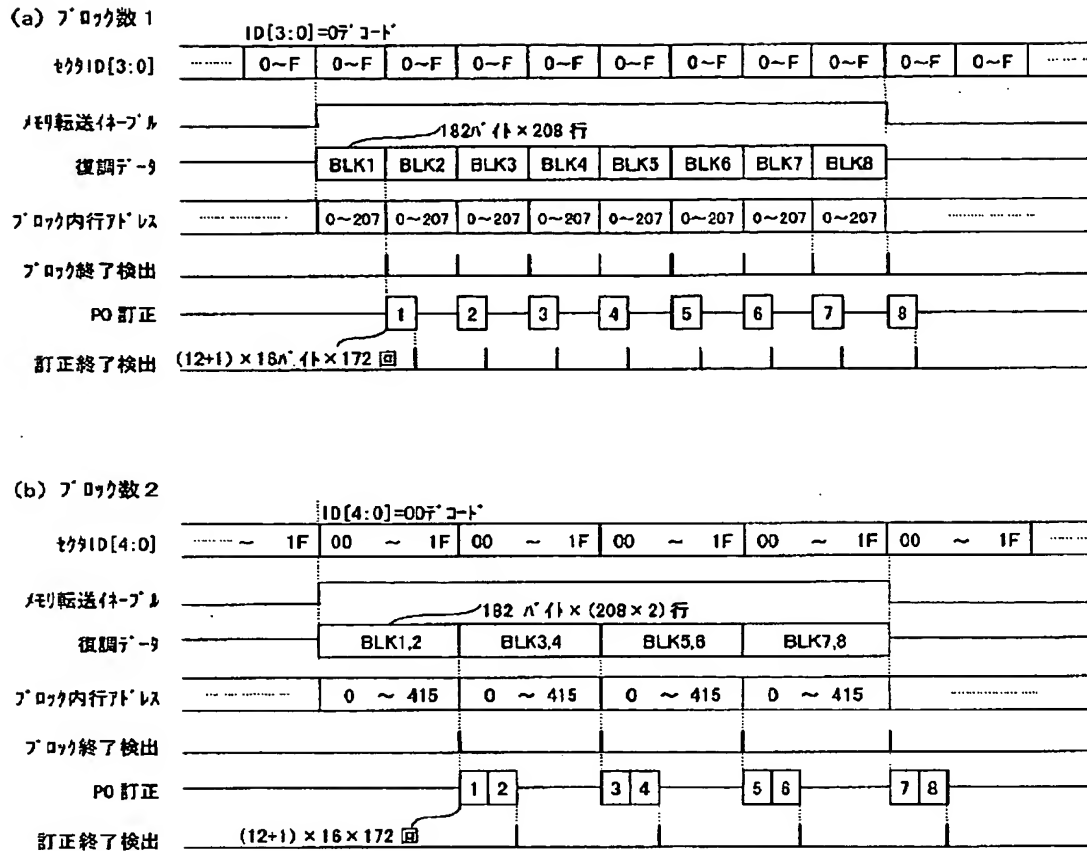 (a) ブロック数 1
ID[3:0]=0デコード
セクタID[3:0] ……… 0~F 0~F 0~F 0~F 0~F 0~F 0~F 0~F 0~F 0~F ………
メモリ転送イネーブル
182バイト×208 行
復調データ BLK1 BLK2 BLK3 BLK4 BLK5 BLK6 BLK7 BLK8
ブロック内行アドレス ……… 0~207 0~207 0~207 0~207 0~207 0~207 0~207 0~207 ………
ブロック終了検出
PO 訂正 1 2 3 4 5 6 7 8
訂正終了検出 (12+1)×16バイト×172 回
(b) ブロック数 2
ID[4:0]=00デコード
セクタID[4:0] ……… ~ 1F 00 ~ 1F 00 ~ 1F 00 ~ 1F 00 ~ 1F 00 ~ 1F ………
メモリ転送イネーブル
182 バイト×(208×2) 行
復調データ BLK1,2 BLK3,4 BLK5,6 BLK7,8
ブロック内行アドレス ……… 0 ~ 415 0 ~ 415 0 ~ 415 0 ~ 415 ………
ブロック終了検出
PO 訂正 1 2 3 4 5 6 7 8
訂正終了検出 (12+1)×16×172 回